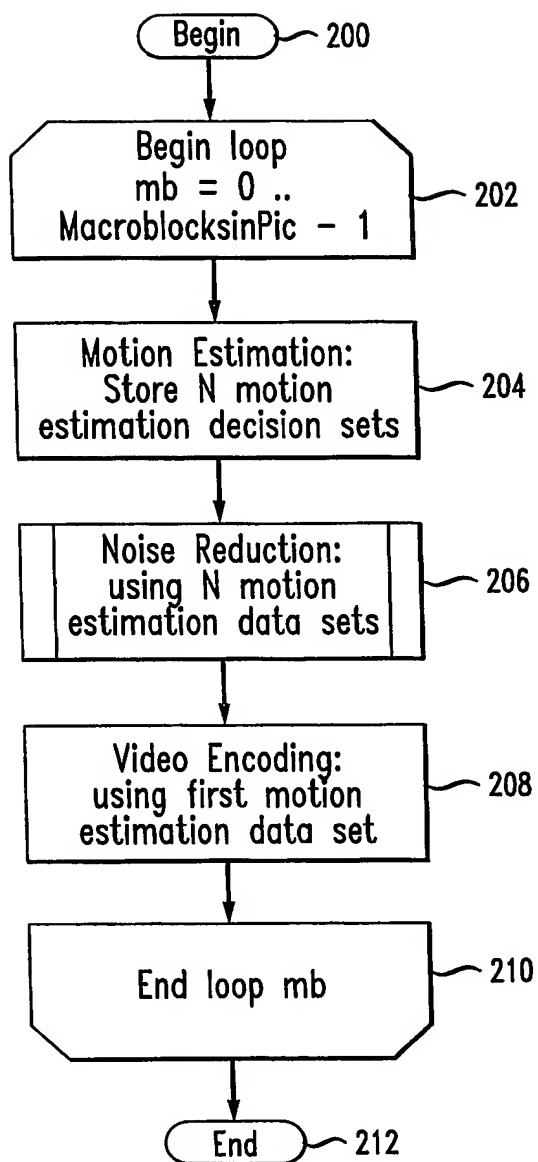 Begin
200
Begin loop
mb = 0 ..
MacroblocksinPic - 1
202
Motion Estimation:
Store N motion
estimation decision sets
204
Noise Reduction:
using N motion
estimation data sets
206
Video Encoding:
using first motion
estimation data set
208
End loop mb
210
End
212